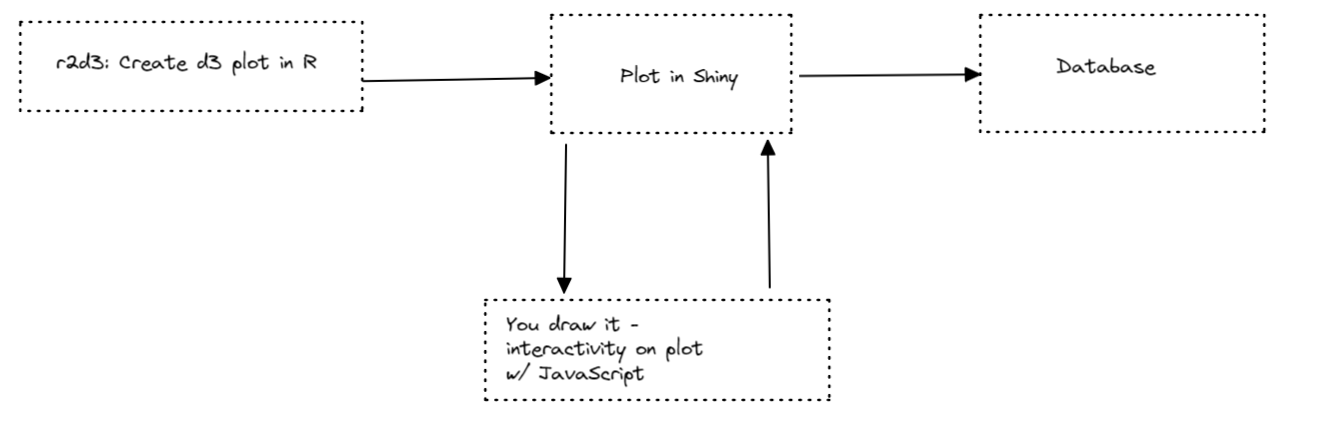 r2d3: Create d3 plot in R
Plot in Shiny
Database
You draw it -
interactivity on plot
w/ JavaScript